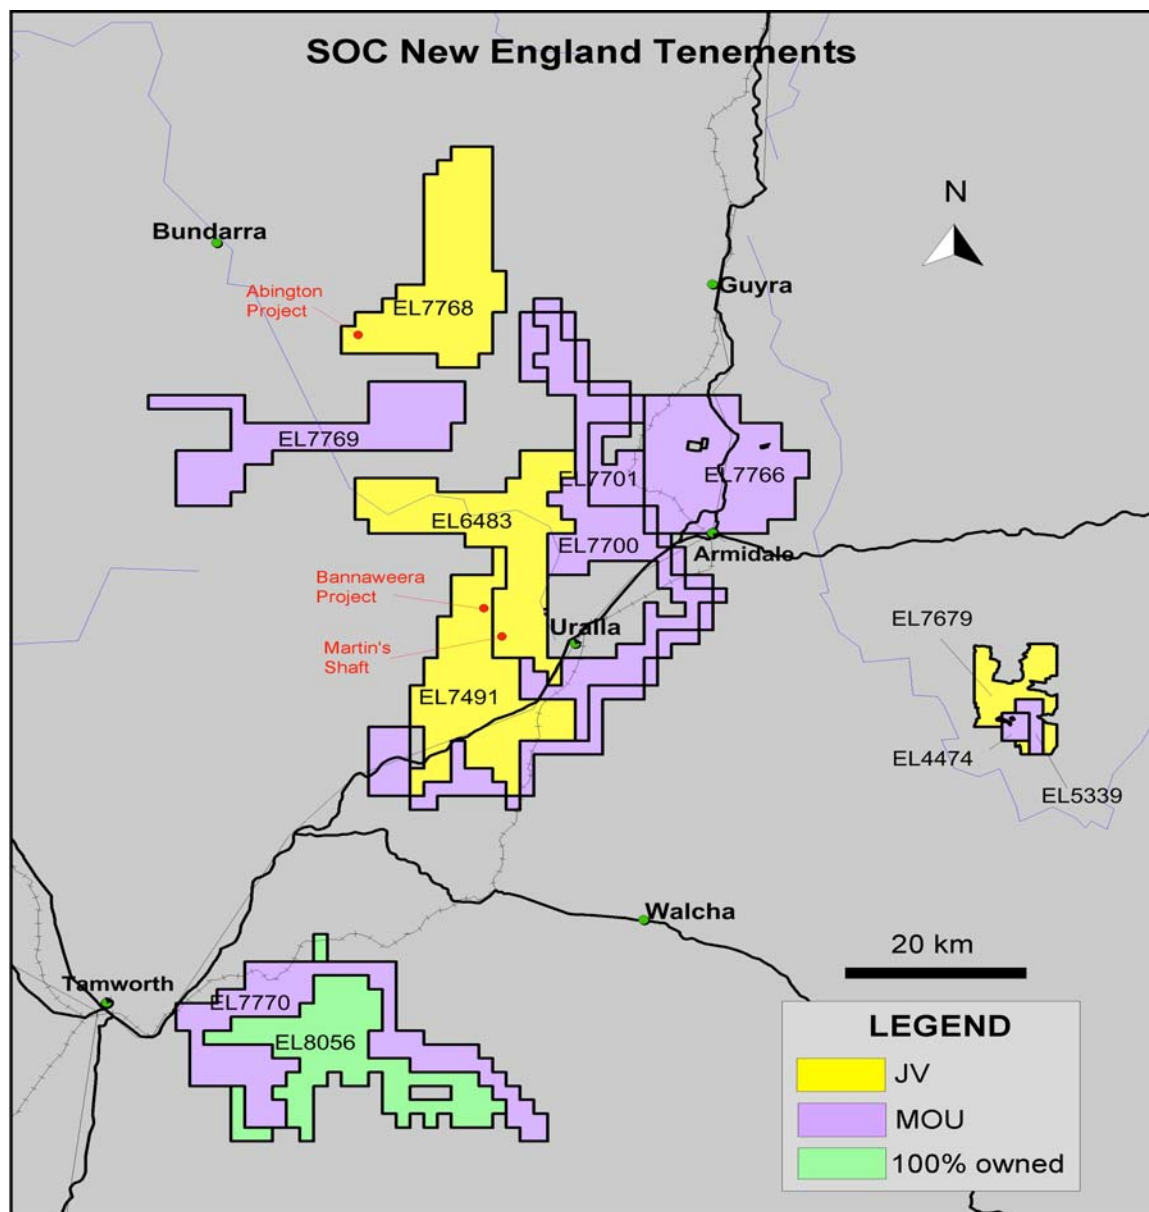 SOC New England Tenements
N
Bundarra
Guyra
Abington
Project
EL7768
EL7769
EL7701
EL7766
EL6483
EL7700
Armidale
Bannaweera
Project
Uralla
EL7679
Martin's
Shaft
EL7491
EL4474
EL5339
Walcha
20 km
Tamworth
EL7770
EL8056
LEGEND
JV
MOU
100% owned